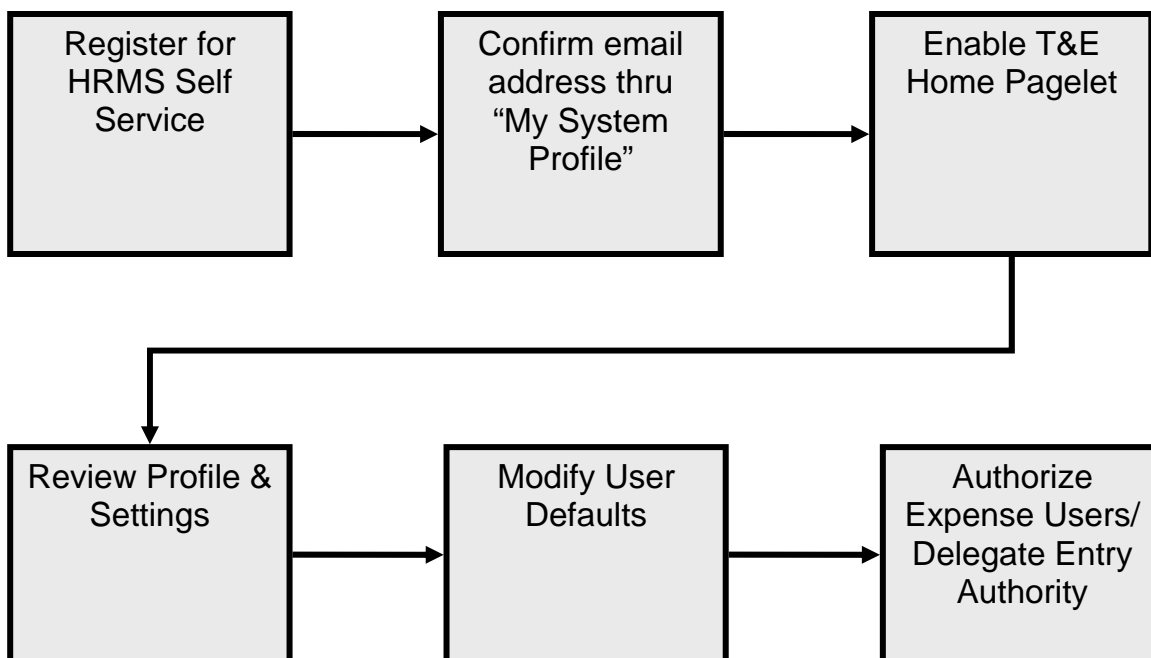 Register for
HRMS Self
Service
Confirm email
address thru
“My System
Profile”
Enable T&E
Home Pagelet
Review Profile &
Settings
Modify User
Defaults
Authorize
Expense Users/
Delegate Entry
Authority